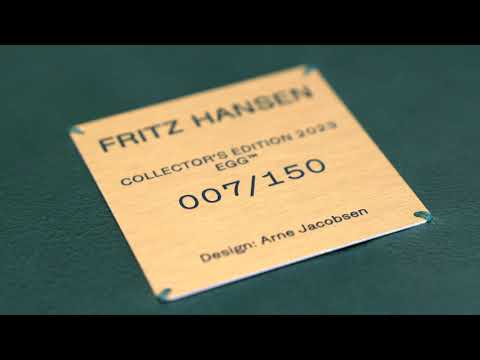 FRITZ HANSEN
COLLECTOR'S EDITION 2023
EGG™
007/150
Design: Arne Jacobsen